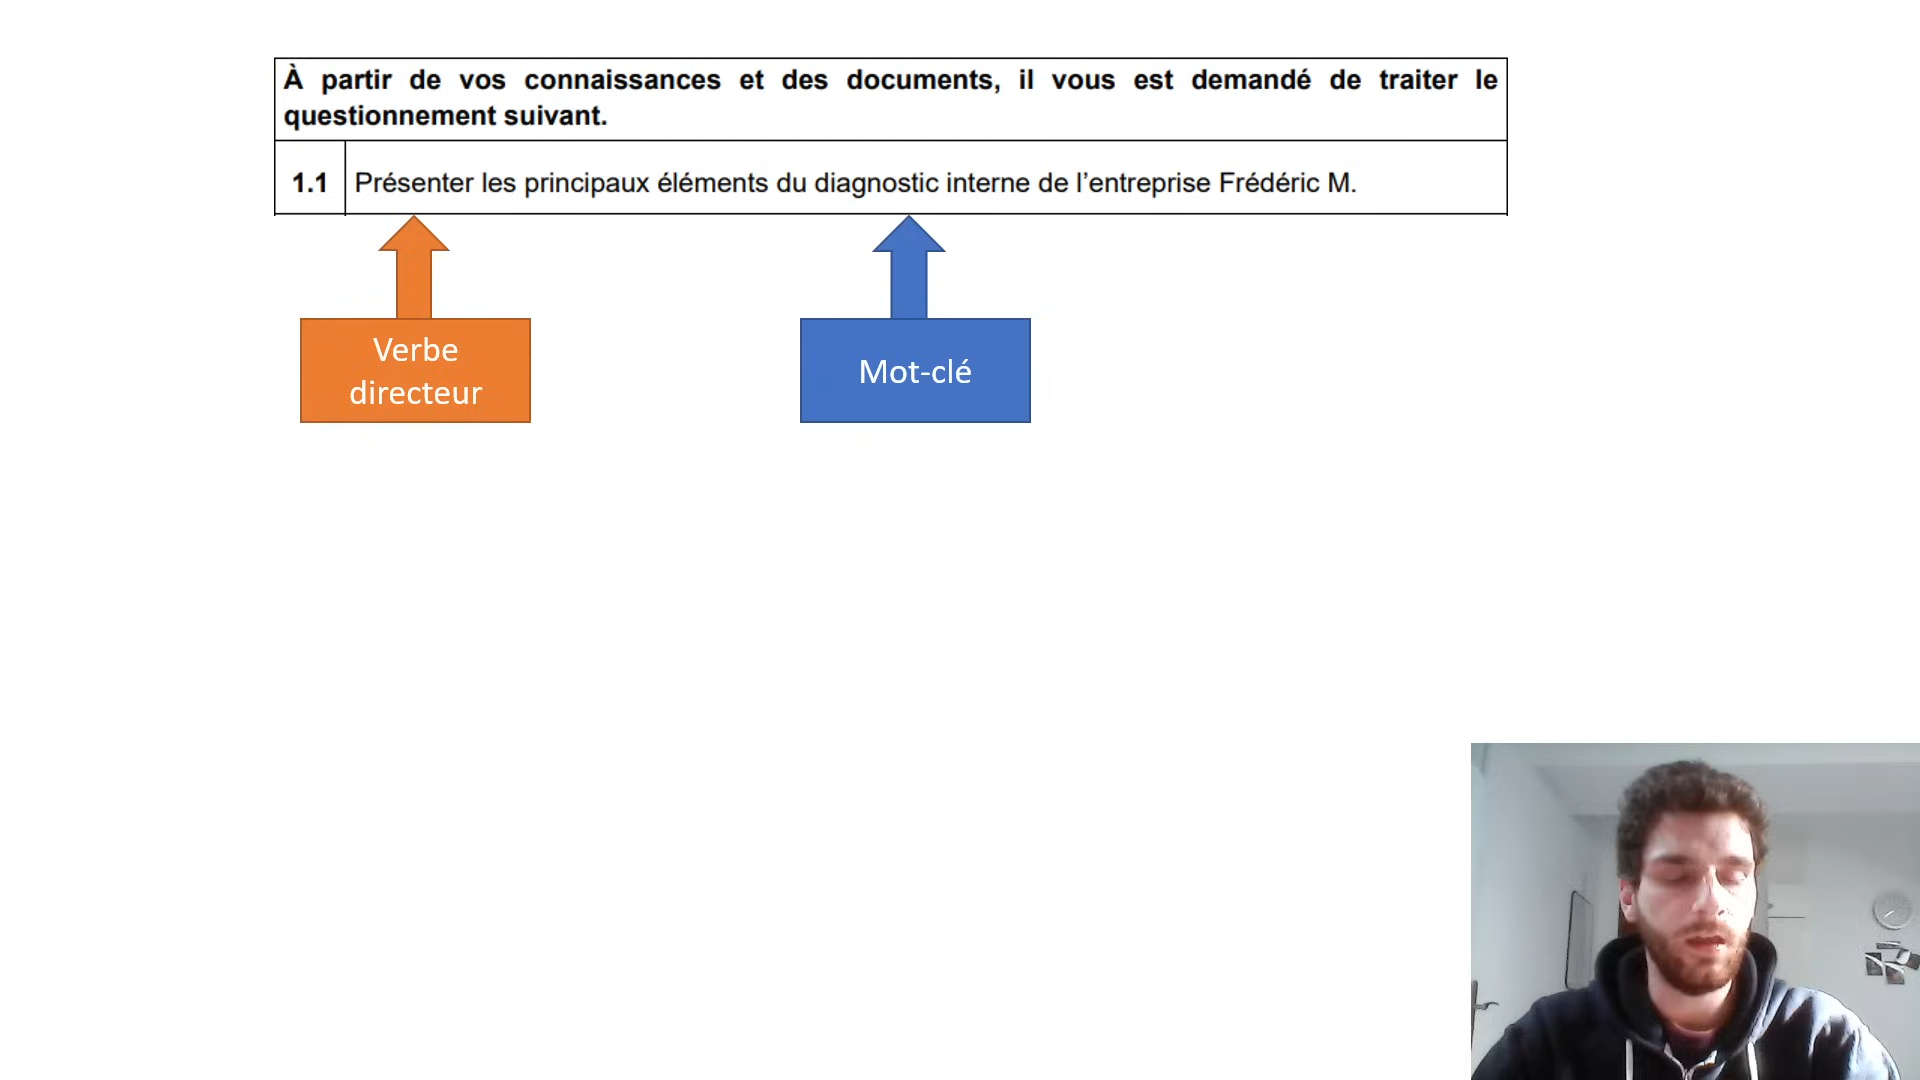 À partir de vos connaissances et des documents, il vous est demandé de traiter le
questionnement suivant.
1.1 Présenter les principaux éléments du diagnostic interne de l’entreprise Frédéric M.
Verbe
directeur
Mot-clé